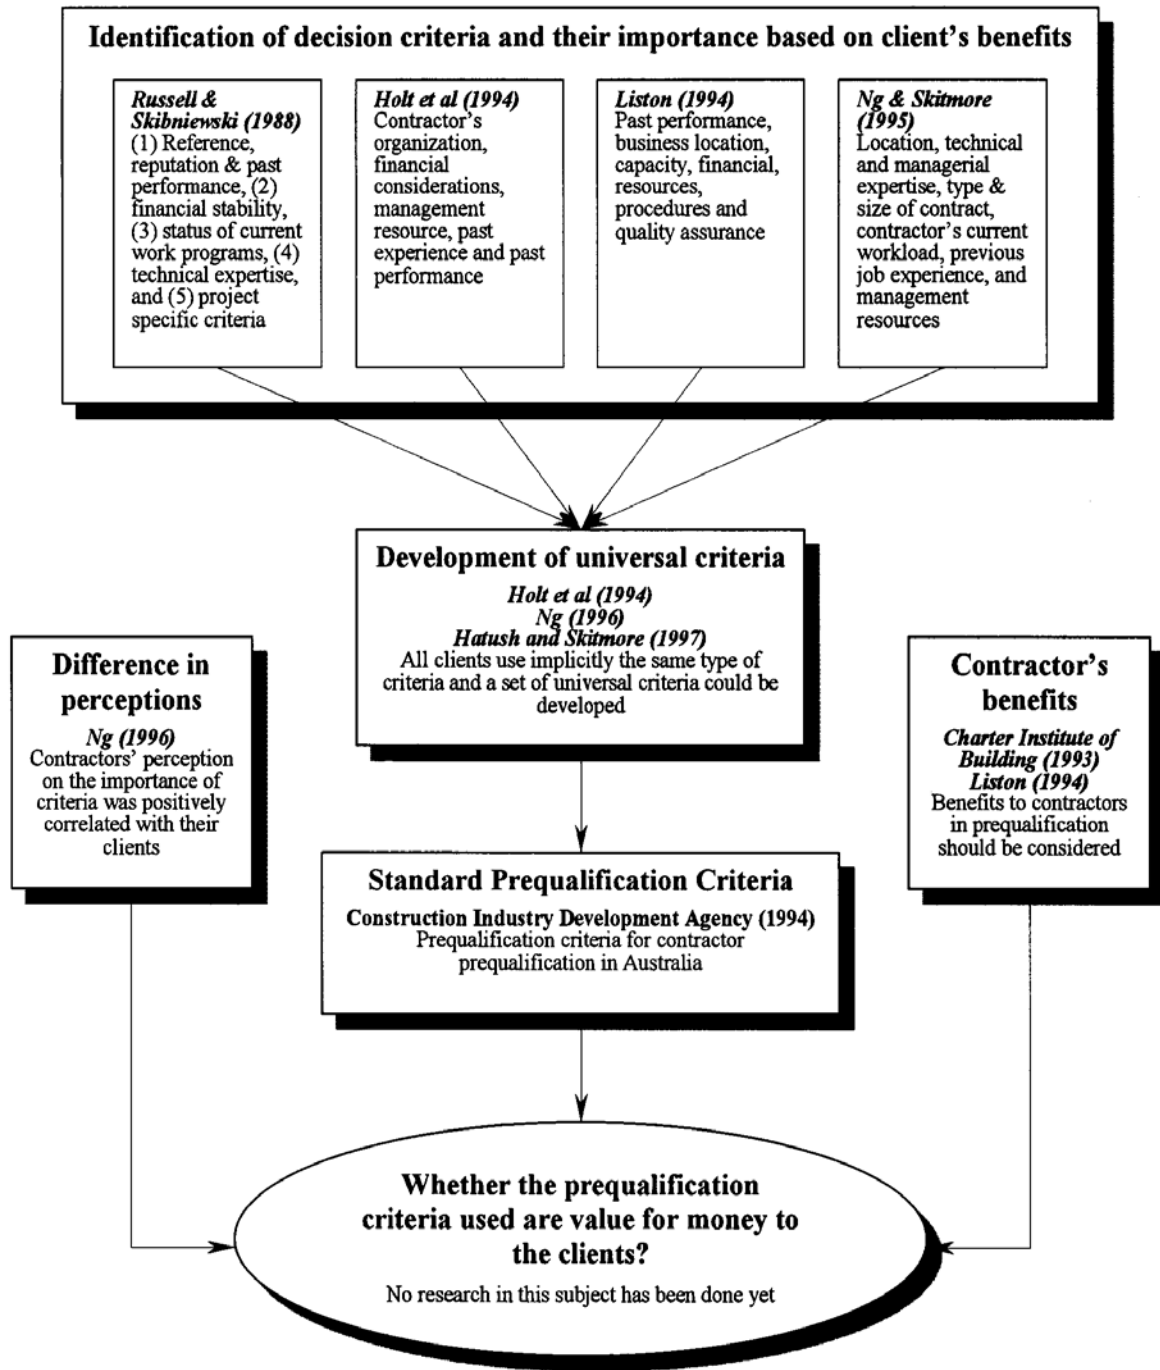 Identification of decision criteria and their importance based on client's benefits
Russell &
Skibniewski (1988)
(1) Reference,
reputation & past
performance, (2)
financial stability,
(3) status of current
work programs, (4)
technical expertise,
and (5) project
specific criteria
Holt et al (1994)
Contractor's
organization,
financial
considerations,
management
resource, past
experience and past
performance
Liston (1994)
Past performance,
business location,
capacity, financial,
resources,
procedures and
quality assurance
Ng & Skitmore
(1995)
Location, technical
and managerial
expertise, type &
size of contract,
contractor's current
workload, previous
job experience, and
management
resources
Development of universal criteria
Holt et al (1994)
Ng (1996)
Hatush and Skitmore (1997)
All clients use implicitly the same type of
criteria and a set of universal criteria could be
developed
Difference in
perceptions
Ng (1996)
Contractors' perception
on the importance of
criteria was positively
correlated with their
clients
Contractor's
benefits
Charter Institute of
Building (1993)
Liston (1994)
Benefits to contractors
in prequalification
should be considered
Standard Prequalification Criteria
Construction Industry Development Agency (1994)
Prequalification criteria for contractor
prequalification in Australia
Whether the prequalification
criteria used are value for money to
the clients?
No research in this subject has been done yet